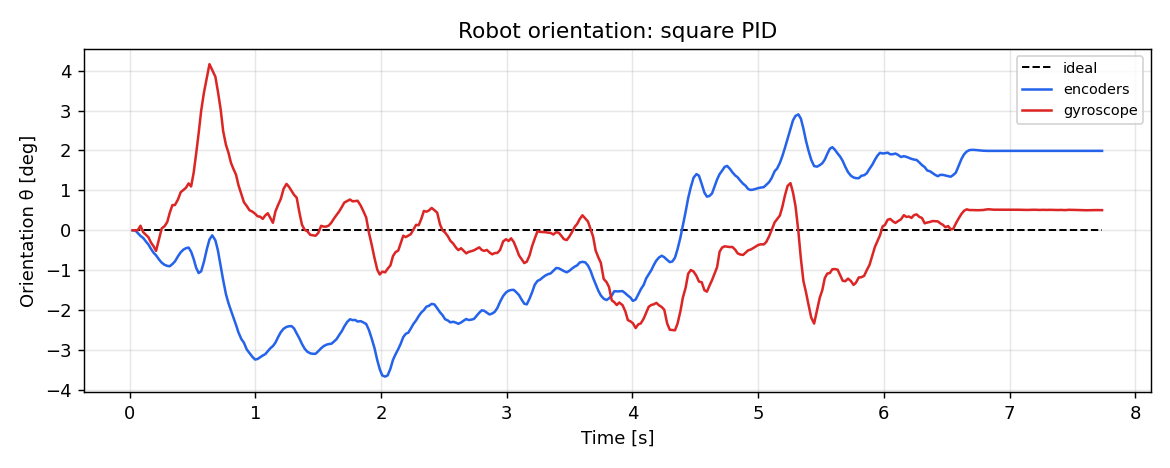 Robot orientation: square PID
ideal
encoders
gyroscope
Orientation θ [deg]
4
3
2
1
0
−1
−2
−3
−4
0 1 2 3 4 5 6 7 8
Time [s]